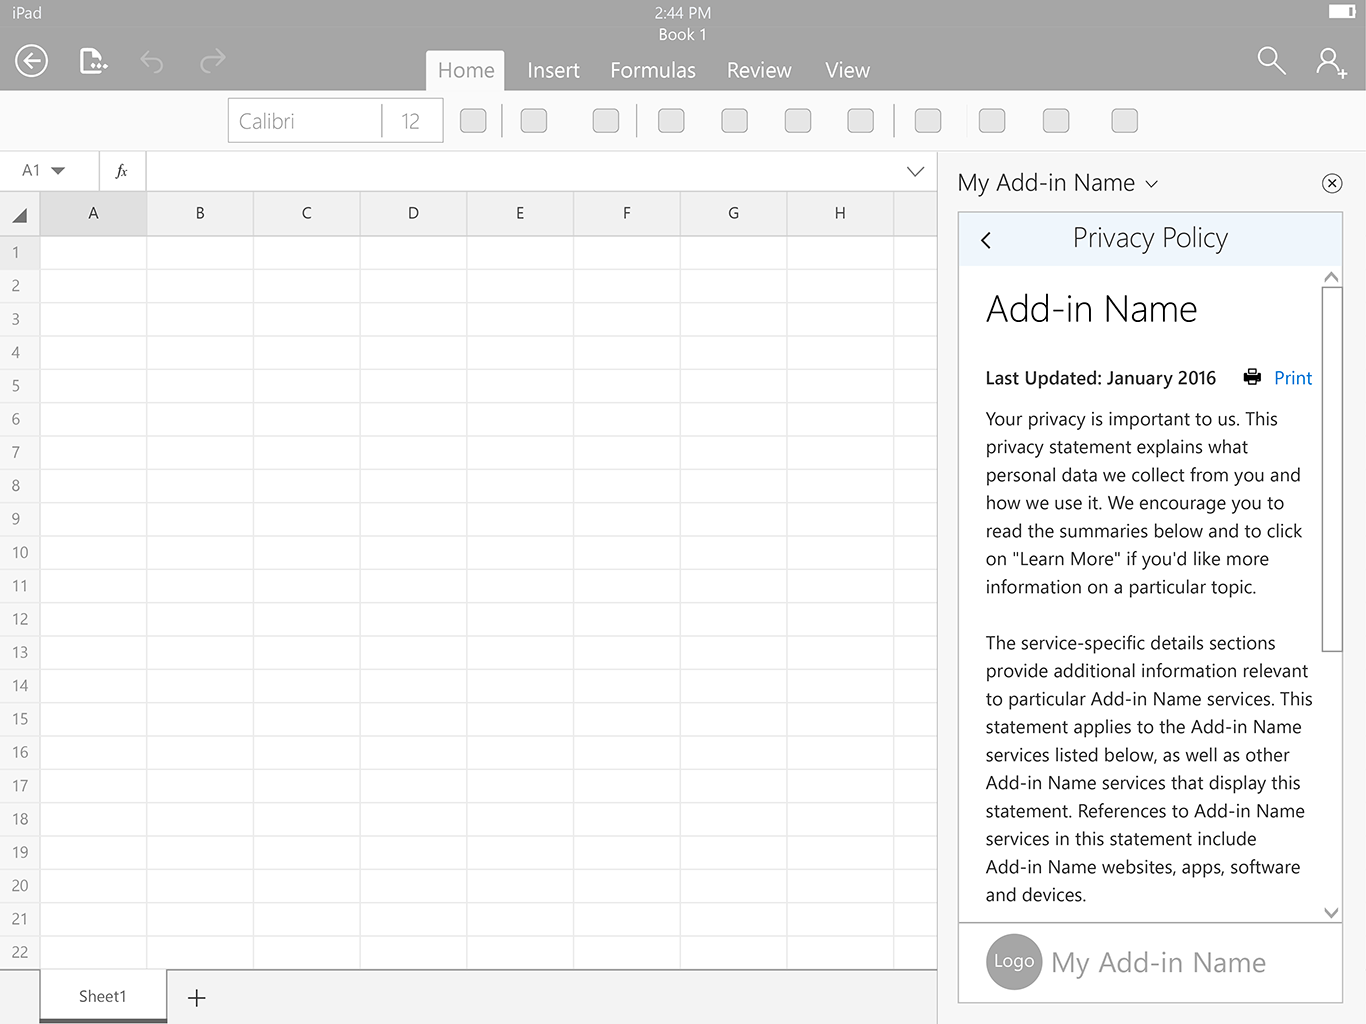 iPad
2:44 PM
Book 1
Home Insert Formulas Review View
Calibri 12
A1 fx
My Add-in Name
A B C D E F G H
Privacy Policy
1
2
3
4
5
6
7
8
9
10
11
12
13
14
15
16
17
18
19
20
21
22
Add-in Name
Last Updated: January 2016 Print
Your privacy is important to us. This
privacy statement explains what
personal data we collect from you and
how we use it. We encourage you to
read the summaries below and to click
on "Learn More" if you'd like more
information on a particular topic.
The service-specific details sections
provide additional information relevant
to particular Add-in Name services. This
statement applies to the Add-in Name
services listed below, as well as other
Add-in Name services that display this
statement. References to Add-in Name
services in this statement include
Add-in Name websites, apps, software
and devices.
Logo My Add-in Name
Sheet1